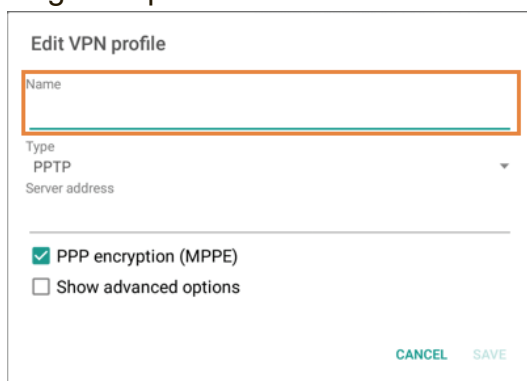 Edit VPN profile
Name
Type
PPTP
Server address
PPP encryption (MPPE)
Show advanced options
CANCEL SAVE